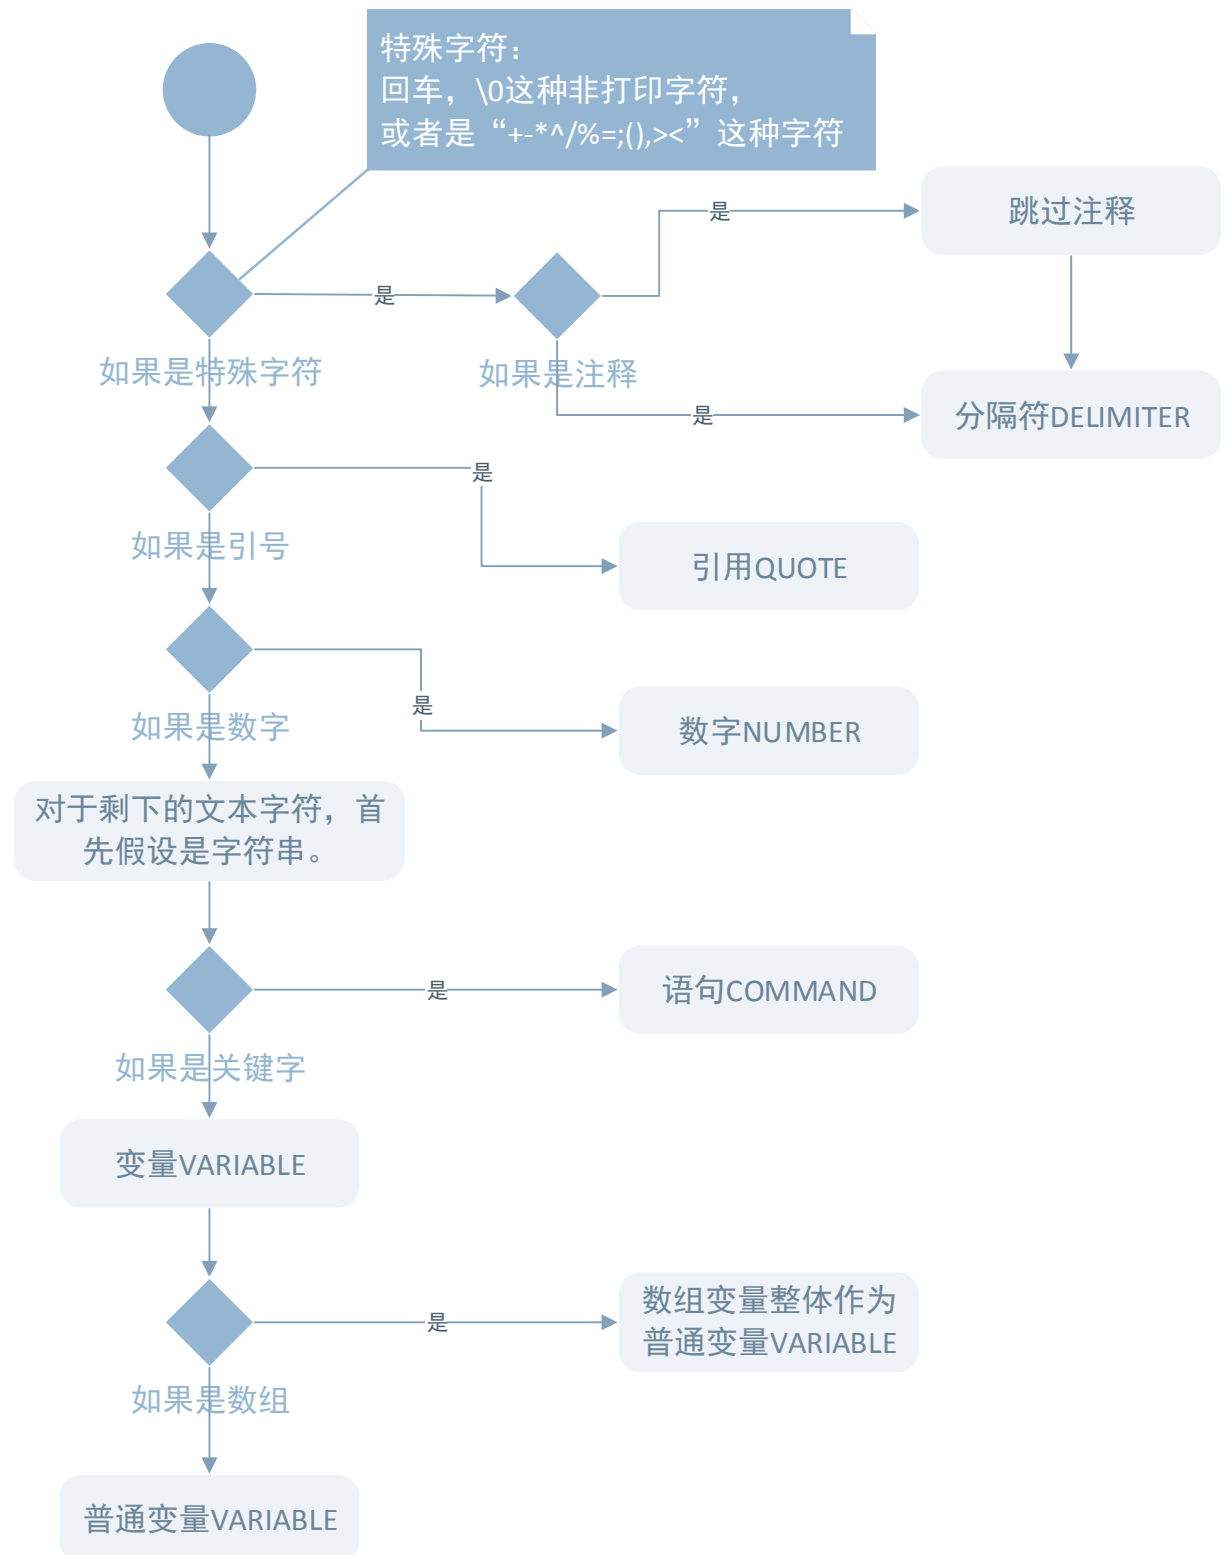 特殊字符：
回车，\0这种非打印字符，
或者是“+-*^/%=;(),><”这种字符
是
跳过注释
是
如果是特殊字符
如果是注释
是
分隔符DELIMITER
是
如果是引号
引用QUOTE
是
如果是数字
数字NUMBER
对于剩下的文本字符，首
先假设是字符串。
是
语句COMMAND
如果是关键字
变量VARIABLE
是
数组变量整体作为
普通变量VARIABLE
如果是数组
普通变量VARIABLE